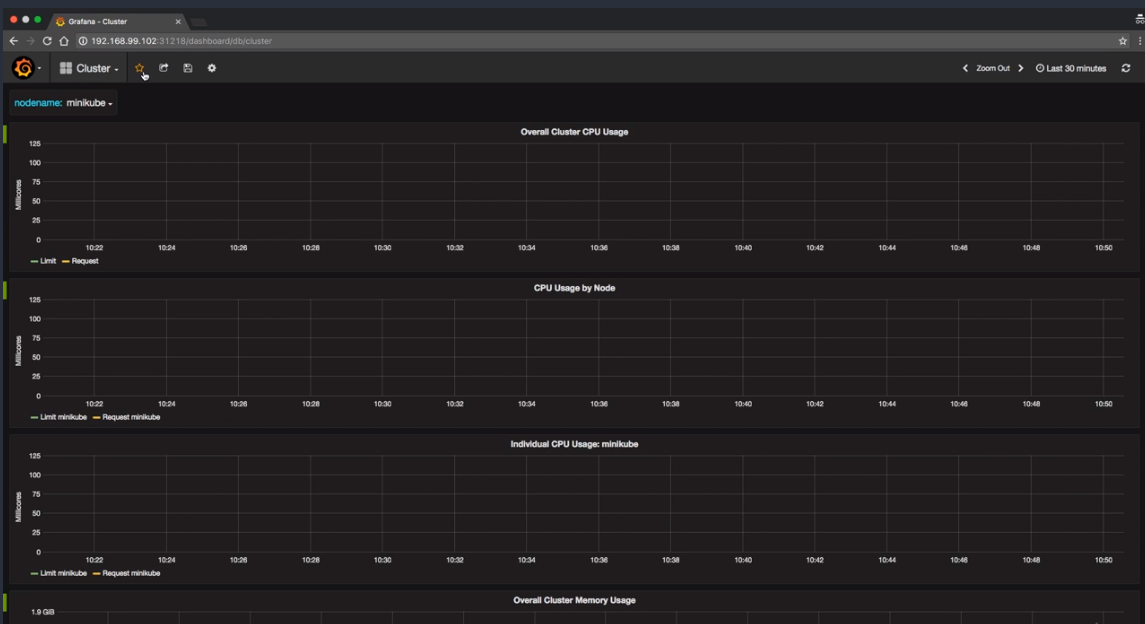 Grafana - Cluster
192.168.99.102:31218/dashboard/db/cluster
Cluster
Zoom Out
Last 30 minutes
nodename: minikube
Overall Cluster CPU Usage
Millicores
125
100
75
50
25
0
10:22 10:24 10:26 10:28 10:30 10:32 10:34 10:36 10:38 10:40 10:42 10:44 10:46 10:48 10:50
Limit Request
CPU Usage by Node
Millicores
125
100
75
50
25
0
10:22 10:24 10:26 10:28 10:30 10:32 10:34 10:36 10:38 10:40 10:42 10:44 10:46 10:48 10:50
Limit minikube Request minikube
Individual CPU Usage: minikube
Millicores
125
100
75
50
25
0
10:22 10:24 10:26 10:28 10:30 10:32 10:34 10:36 10:38 10:40 10:42 10:44 10:46 10:48 10:50
Limit minikube Request minikube
Overall Cluster Memory Usage
1.9 GiB